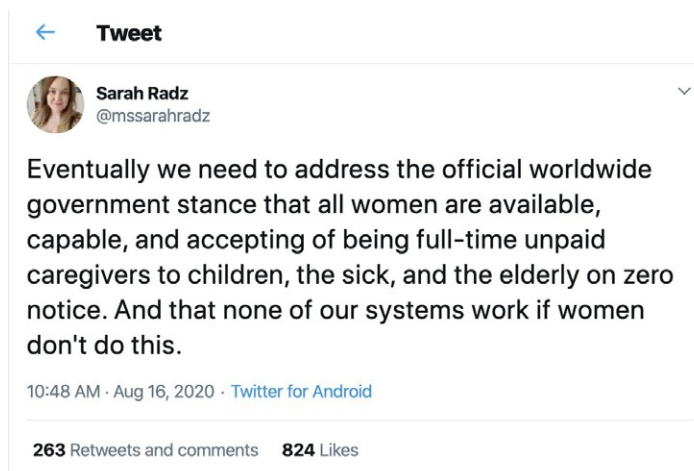 Tweet
Sarah Radz
@mssarahradz
Eventually we need to address the official worldwide
government stance that all women are available,
capable, and accepting of being full-time unpaid
caregivers to children, the sick, and the elderly on zero
notice. And that none of our systems work if women
don't do this.
10:48 AM · Aug 16, 2020 · Twitter for Android
263 Retweets and comments 824 Likes